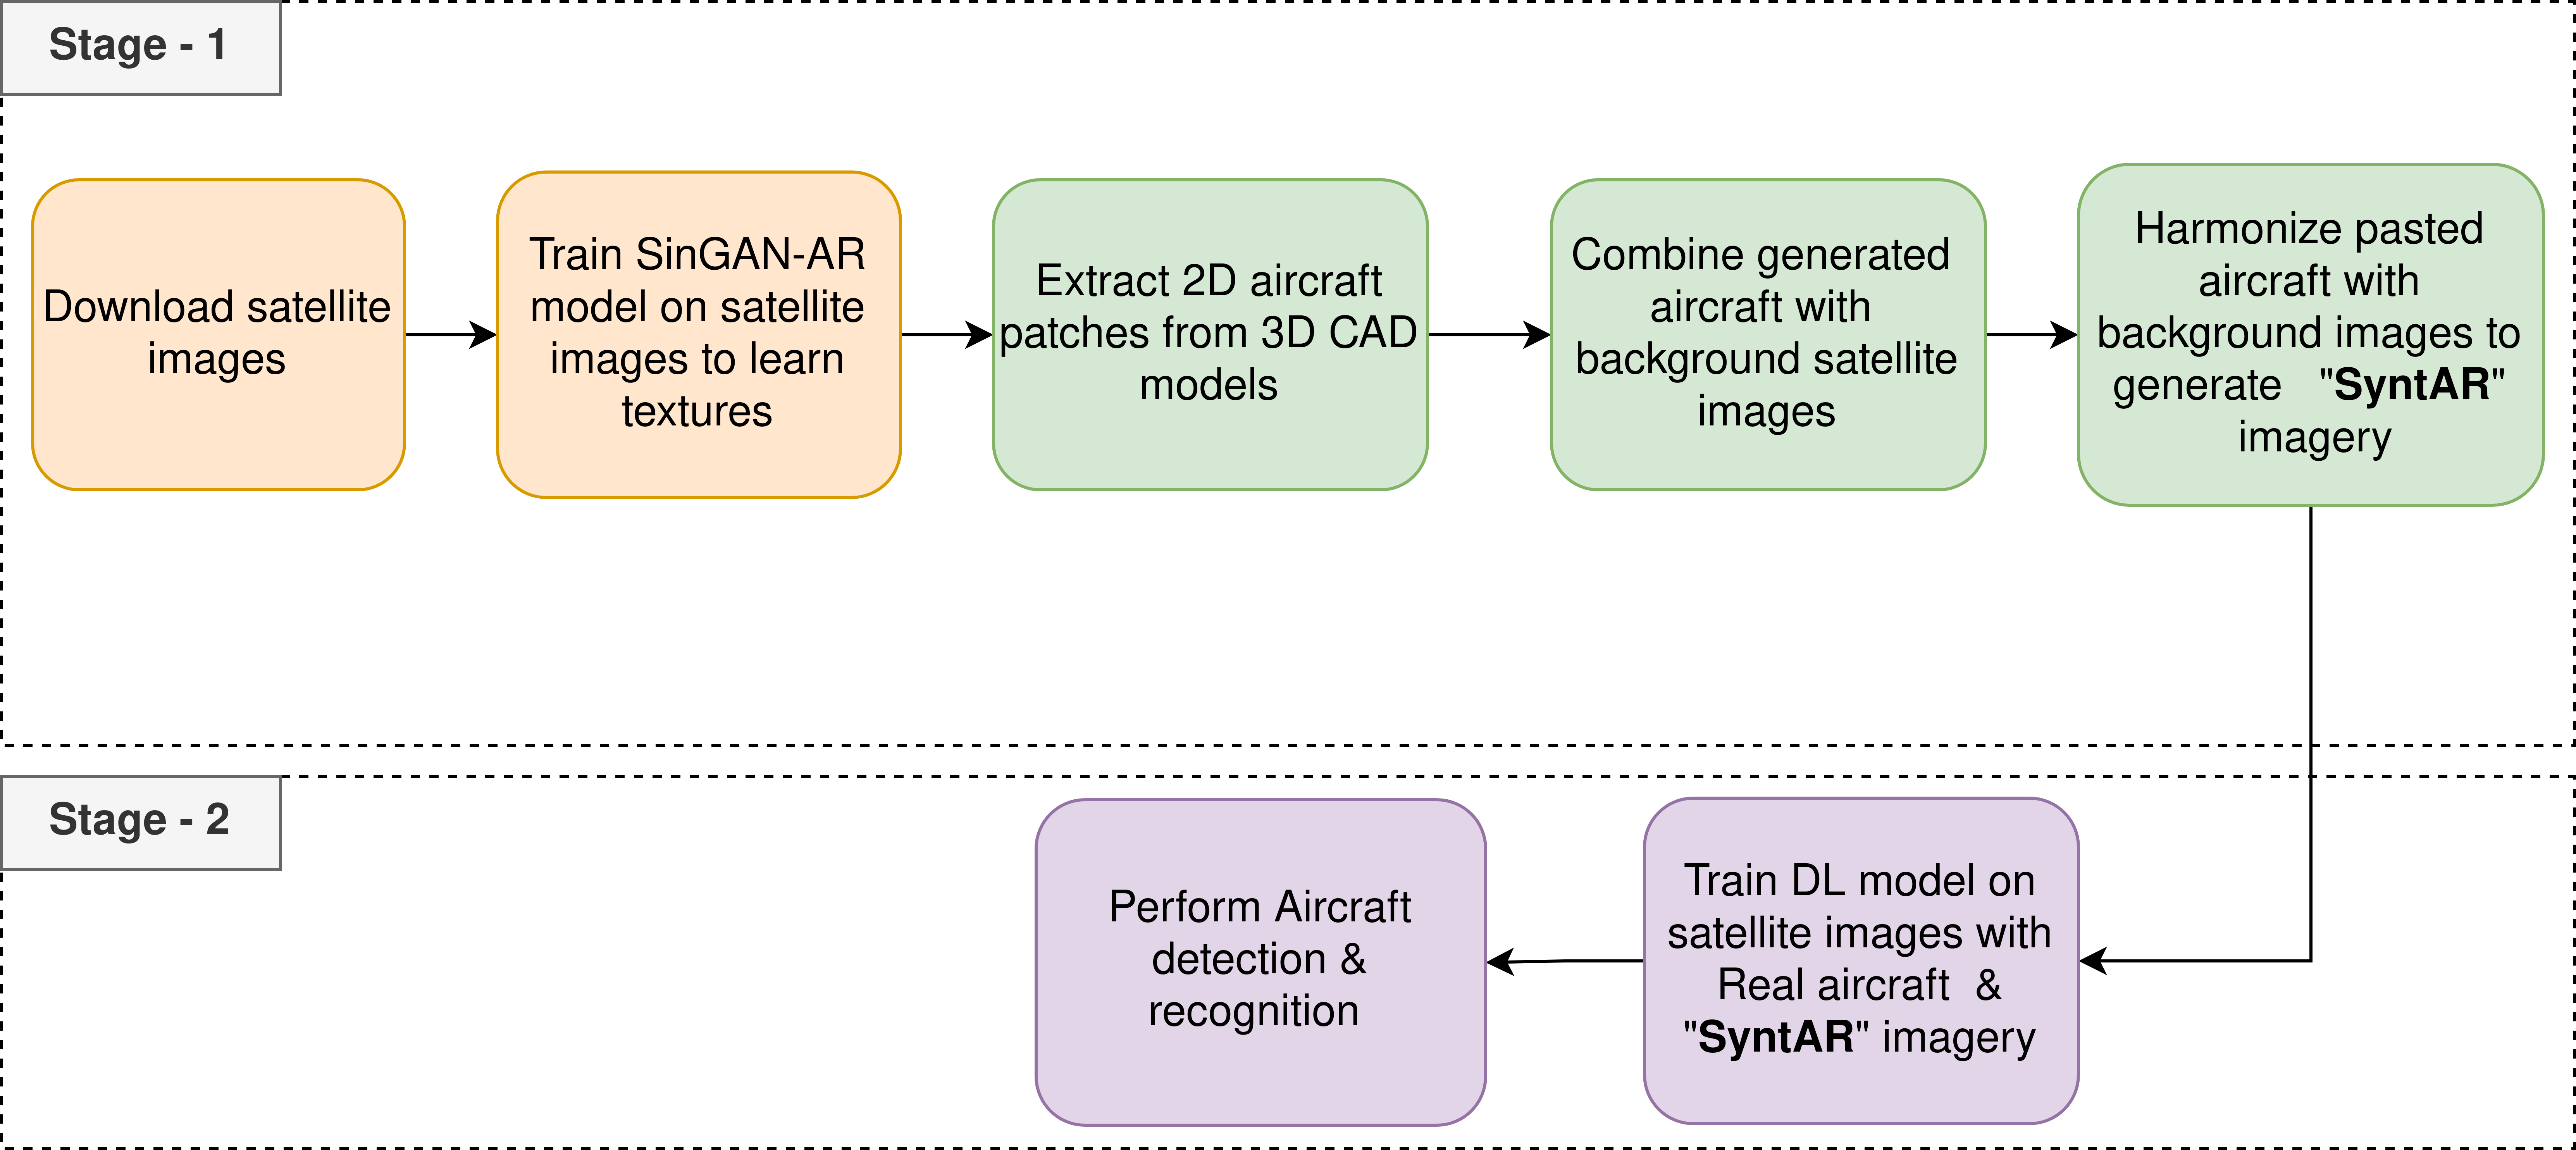 Stage - 1
Download satellite
images
Train SinGAN-AR
model on satellite
images to learn
textures
Extract 2D aircraft
patches from 3D CAD
models
Combine generated
aircraft with
background satellite
images
Harmonize pasted
aircraft with
background images to
generate "SyntAR"
imagery
Stage - 2
Perform Aircraft
detection &
recognition
Train DL model on
satellite images with
Real aircraft &
"SyntAR" imagery